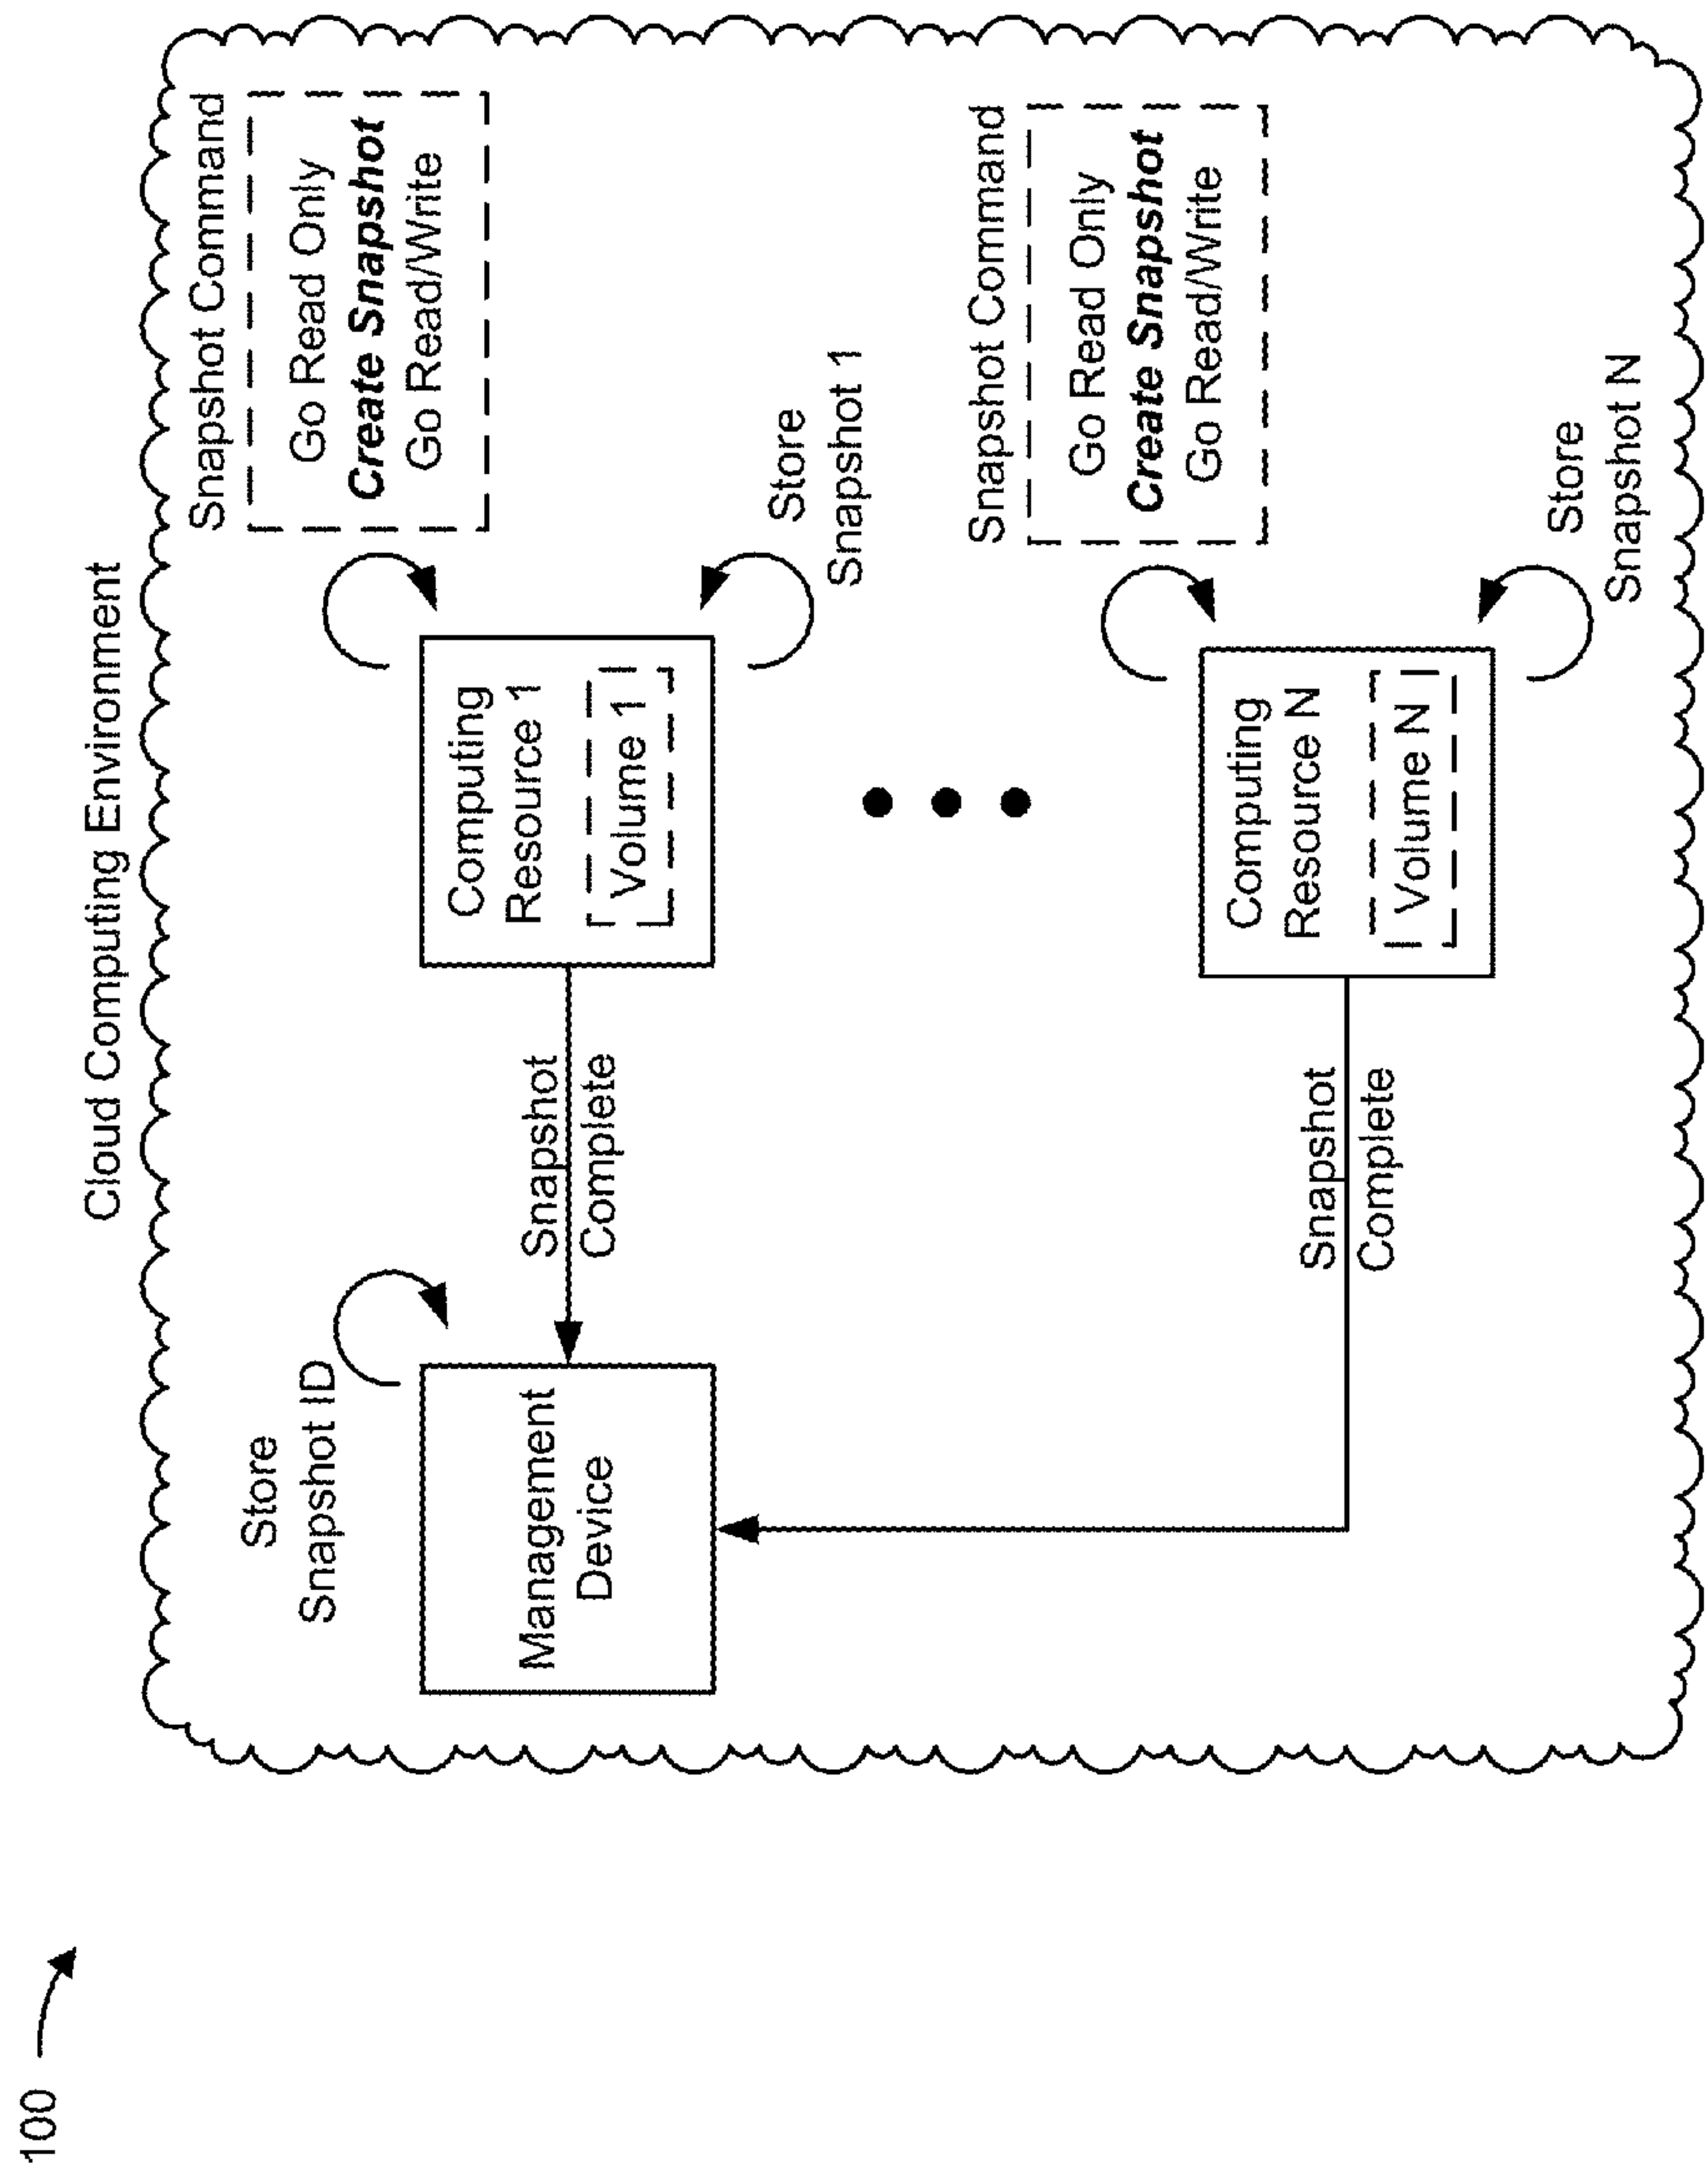 100
Cloud Computing Environment
Store
Snapshot ID
Management
Device
Snapshot
Complete
Computing
Resource 1
Volume 1
Snapshot Command
Go Read Only
Create Snapshot
Go Read/Write
Store
Snapshot 1
Snapshot
Complete
Computing
Resource N
Volume N
Snapshot Command
Go Read Only
Create Snapshot
Go Read/Write
Store
Snapshot N